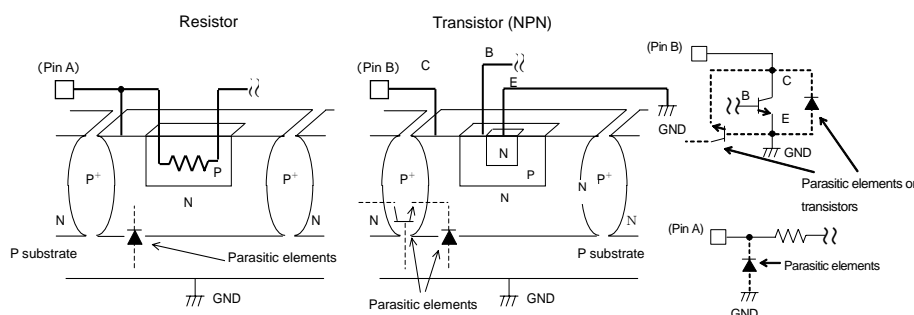 Resistor
(Pin A)
P⁺
P
P⁺
N
N
N
P substrate
Parasitic elements
GND
Transistor (NPN)
(Pin B)
C
B
E
GND
P⁺
N
P
N
P⁺
N
N
N
P substrate
Parasitic elements
GND
(Pin B)
C
B
E
GND
Parasitic elements or
transistors
(Pin A)
Parasitic elements
GND